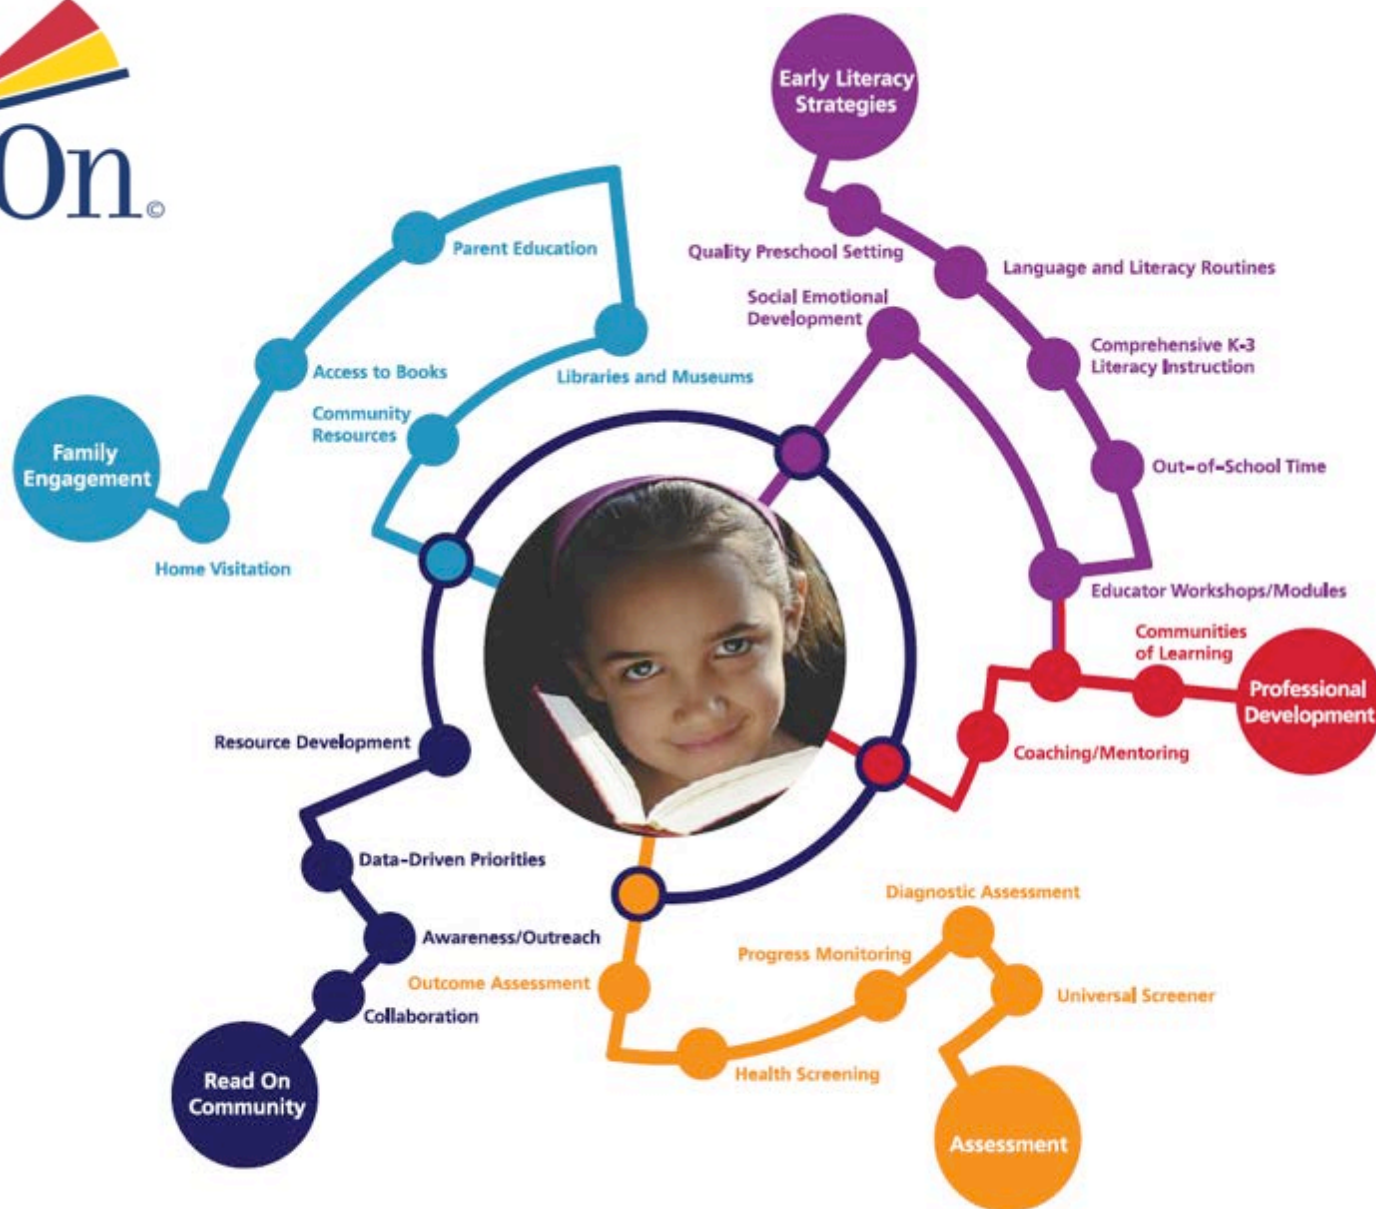 On©
Early Literacy
Strategies
Quality Preschool Setting
Language and Literacy Routines
Social Emotional
Development
Comprehensive K-3
Literacy Instruction
Out-of-School Time
Educator Workshops/Modules
Parent Education
Access to Books
Libraries and Museums
Community
Resources
Family
Engagement
Home Visitation
Communities
of Learning
Professional
Development
Coaching/Mentoring
Resource Development
Data-Driven Priorities
Awareness/Outreach
Collaboration
Read On
Community
Outcome Assessment
Progress Monitoring
Diagnostic Assessment
Universal Screener
Health Screening
Assessment